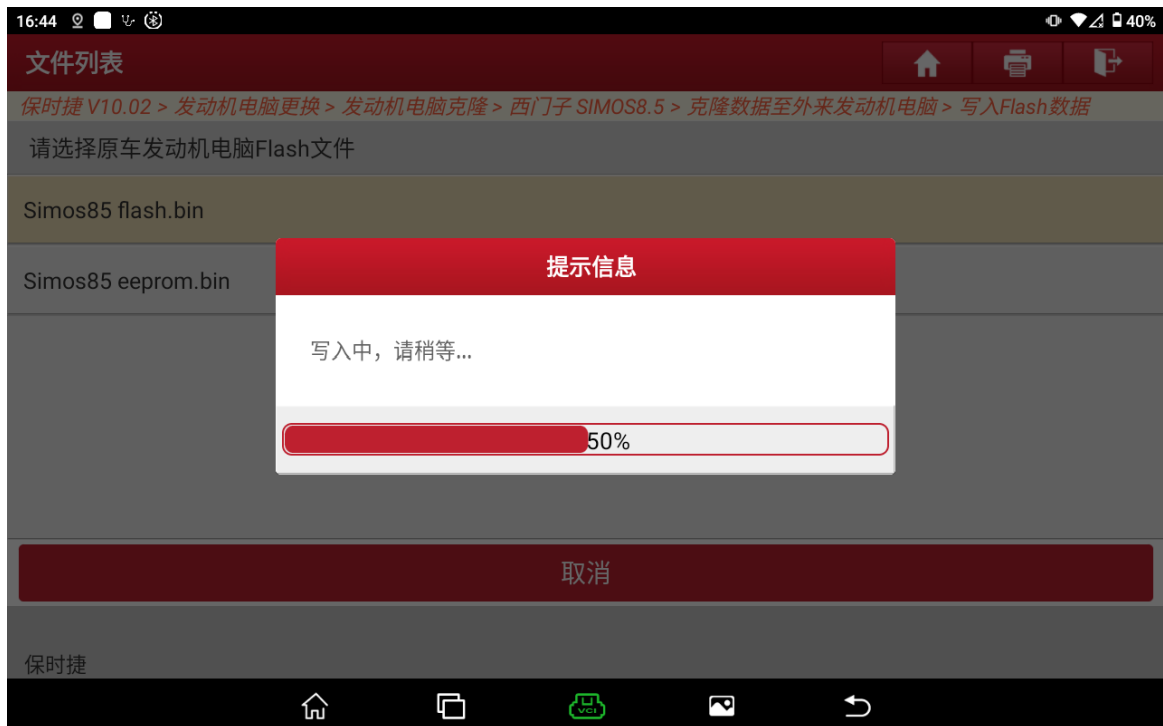 16:44 40%
文件列表
保时捷 V10.02 > 发动机电脑更换 > 发动机电脑克隆 > 西门子 SIMOS8.5 > 克隆数据至外来发动机电脑 > 写入Flash数据
请选择原车发动机电脑Flash文件
Simos85 flash.bin
提示信息
Simos85 eeprom.bin
写入中，请稍等...
50%
取消
保时捷
VCI